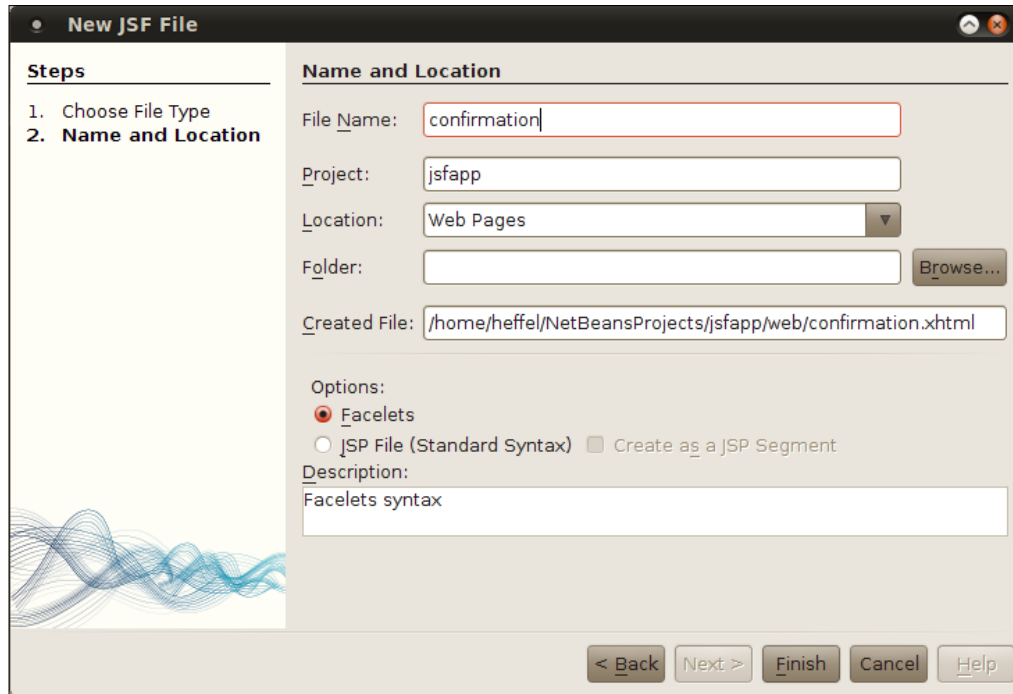 New JSF File
Steps
1. Choose File Type
2. Name and Location
Name and Location
File Name: confirmation
Project: jsfapp
Location: Web Pages
Folder: Browse...
Created File: /home/heffel/NetBeansProjects/jsfapp/web/confirmation.xhtml
Options:
Facelets
JSP File (Standard Syntax) Create as a JSP Segment
Description:
Facelets syntax
< Back Next > Finish Cancel Help